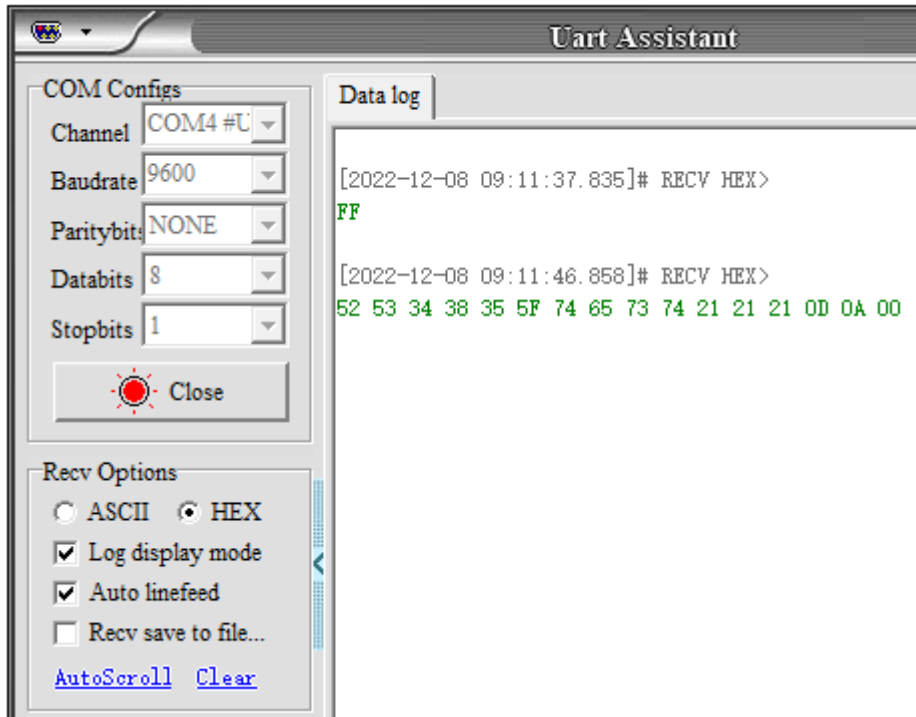 Uart Assistant
COM Configs
Channel COM4 #U
Baudrate 9600
Paritybits NONE
Databits 8
Stopbits 1
Close
Recv Options
ASCII HEX
Log display mode
Auto linefeed
Recv save to file...
AutoScroll Clear
Data log
[2022-12-08 09:11:37.835]# RECV HEX>
FF
[2022-12-08 09:11:46.858]# RECV HEX>
52 53 34 38 35 5F 74 65 73 74 21 21 21 0D 0A 00